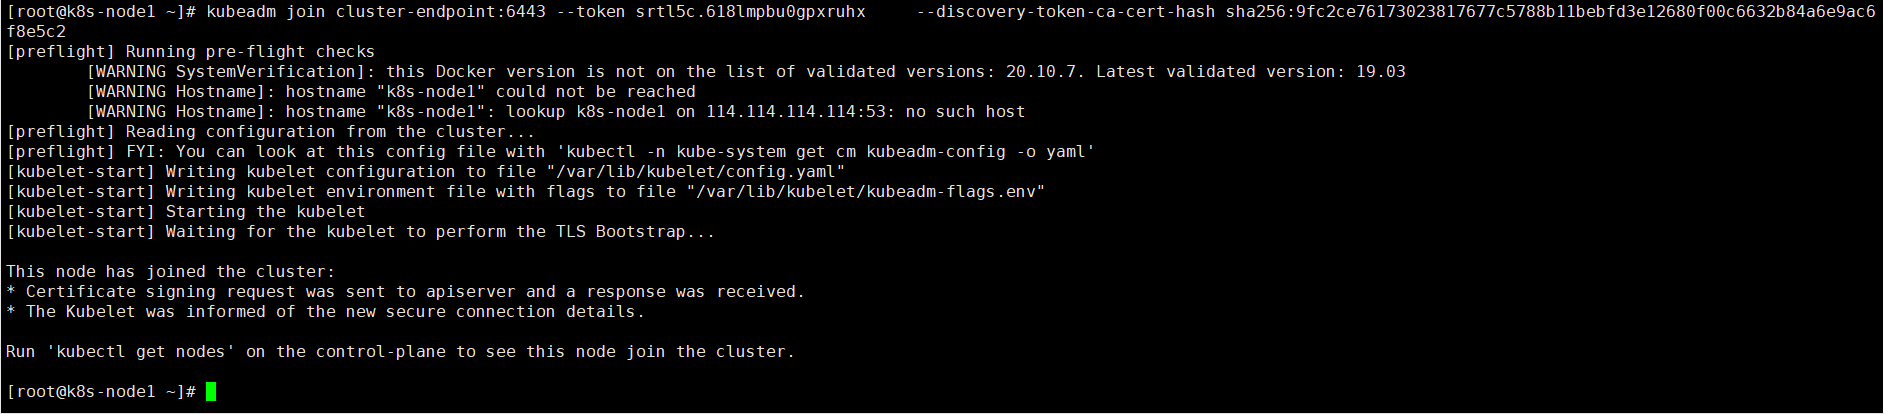 [root@k8s-node1 ~]# kubeadm join cluster-endpoint:6443 --token srtl5c.618lmpbu0gpxruhx     --discovery-token-ca-cert-hash sha256:9fc2ce76173023817677c5788b11bebfd3e12680f00c6632b84a6e9ac6
f8e5c2
[preflight] Running pre-flight checks
        [WARNING SystemVerification]: this Docker version is not on the list of validated versions: 20.10.7. Latest validated version: 19.03
        [WARNING Hostname]: hostname "k8s-node1" could not be reached
        [WARNING Hostname]: hostname "k8s-node1": lookup k8s-node1 on 114.114.114.114:53: no such host
[preflight] Reading configuration from the cluster...
[preflight] FYI: You can look at this config file with 'kubectl -n kube-system get cm kubeadm-config -o yaml'
[kubelet-start] Writing kubelet configuration to file "/var/lib/kubelet/config.yaml"
[kubelet-start] Writing kubelet environment file with flags to file "/var/lib/kubelet/kubeadm-flags.env"
[kubelet-start] Starting the kubelet
[kubelet-start] Waiting for the kubelet to perform the TLS Bootstrap...

This node has joined the cluster:
* Certificate signing request was sent to apiserver and a response was received.
* The Kubelet was informed of the new secure connection details.

Run 'kubectl get nodes' on the control-plane to see this node join the cluster.

[root@k8s-node1 ~]#